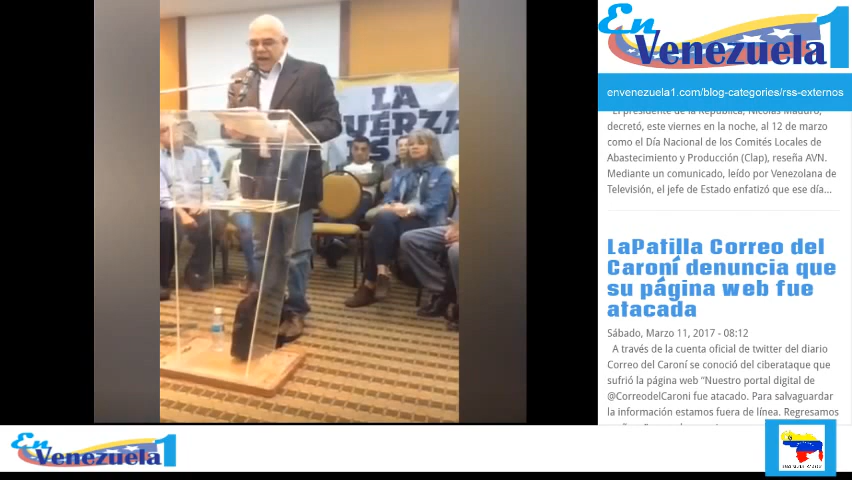 LA
FUERZA
ES
En
Venezuela 1
envenezuela1.com/blog-categories/rss-externos
El presidente de la República, Nicolás Maduro,
decretó, este viernes en la noche, al 12 de marzo
como el Día Nacional de los Comités Locales de
Abastecimiento y Producción (Clap), reseña AVN.
Mediante un comunicado, leído por Venezolana de
Televisión, el jefe de Estado enfatizó que ese día...
LaPatilla Correo del
Caroní denuncia que
su página web fue
atacada
Sábado, Marzo 11, 2017 - 08:12
A través de la cuenta oficial de twitter del diario
Correo del Caroní se conoció del ciberataque que
sufrió la página web "Nuestro portal digital de
@CorreodelCaroni fue atacado. Para salvaguardar
la información estamos fuera de línea. Regresamos
En
Venezuela 1